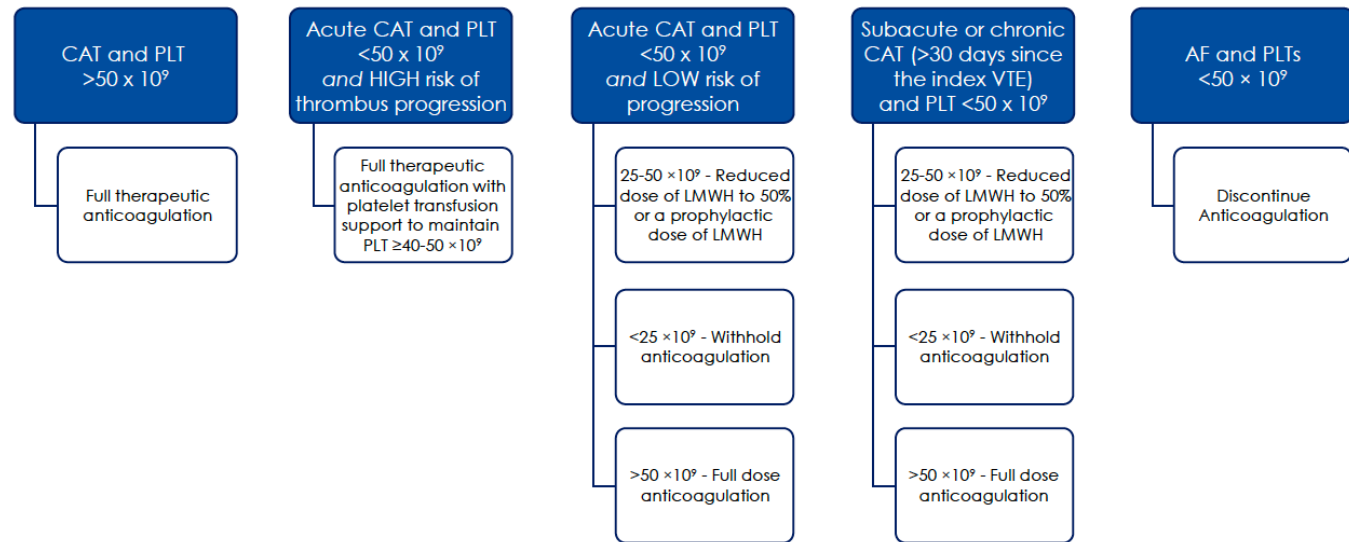 CAT and PLT
>50 x 10⁹
Full therapeutic
anticoagulation
Acute CAT and PLT
<50 x 10⁹
and HIGH risk of
thrombus progression
Full therapeutic
anticoagulation with
platelet transfusion
support to maintain
PLT ≥40-50 ×10⁹
Acute CAT and PLT
<50 x 10⁹
and LOW risk of
progression
25-50 ×10⁹ - Reduced
dose of LMWH to 50%
or a prophylactic
dose of LMWH
<25 ×10⁹ - Withhold
anticoagulation
>50 ×10⁹ - Full dose
anticoagulation
Subacute or chronic
CAT (>30 days since
the index VTE)
and PLT <50 x 10⁹
25-50 ×10⁹ - Reduced
dose of LMWH to 50%
or a prophylactic
dose of LMWH
<25 ×10⁹ - Withhold
anticoagulation
>50 ×10⁹ - Full dose
anticoagulation
AF and PLTs
<50 × 10⁹
Discontinue
Anticoagulation